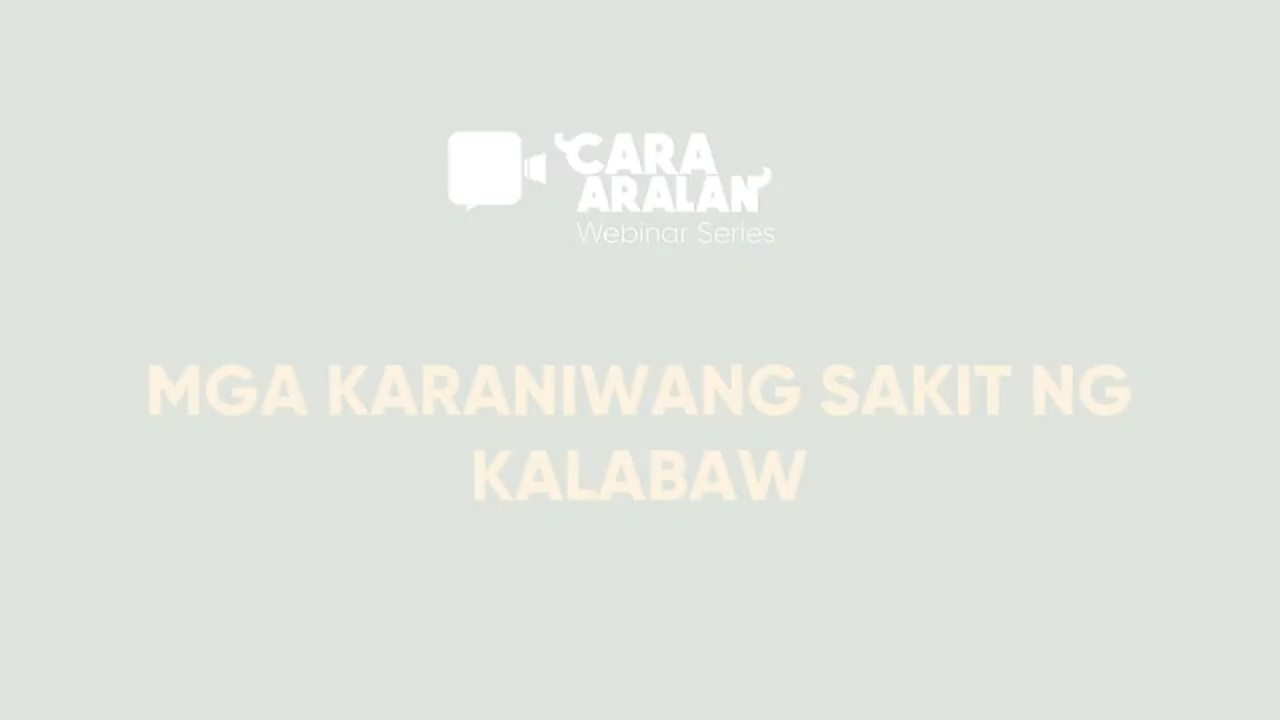 CARA
ARALAN
Webinar Series
MGA KARANIWANG SAKIT NG
KALABAW